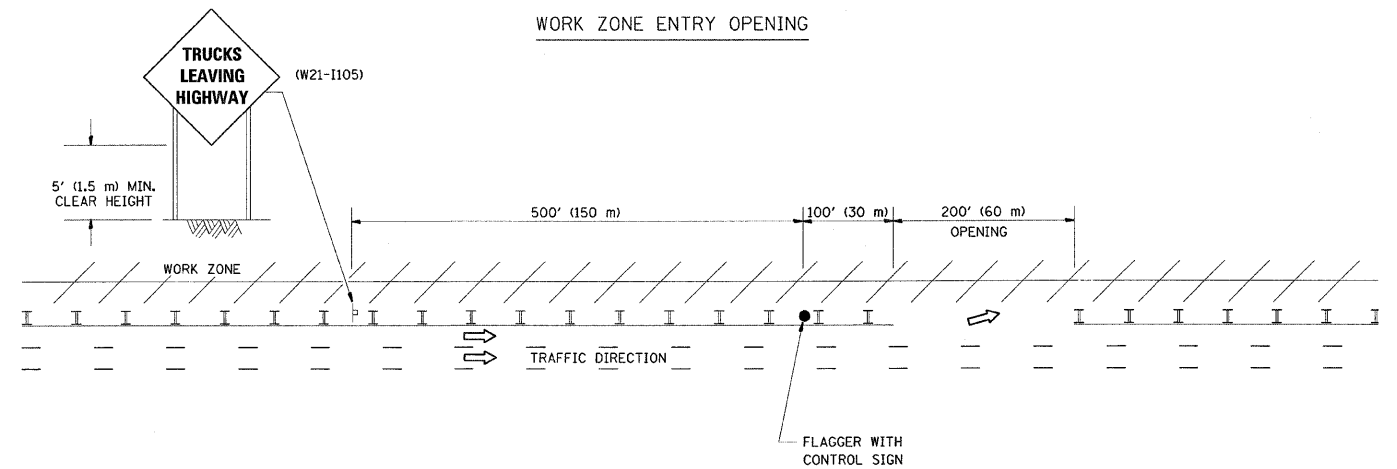 WORK ZONE ENTRY OPENING
TRUCKS
LEAVING
HIGHWAY
(W21-I105)
5' (1.5 m) MIN.
CLEAR HEIGHT
500' (150 m)
100' (30 m)
200' (60 m)
OPENING
WORK ZONE
TRAFFIC DIRECTION
FLAGGER WITH
CONTROL SIGN